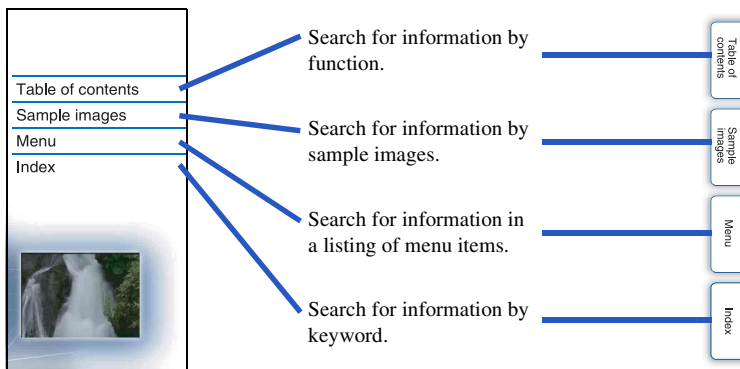 Table of contents
Sample images
Menu
Index
Search for information by
function.
Search for information by
sample images.
Search for information in
a listing of menu items.
Search for information by
keyword.
Table of
contents
Sample
images
Menu
Index